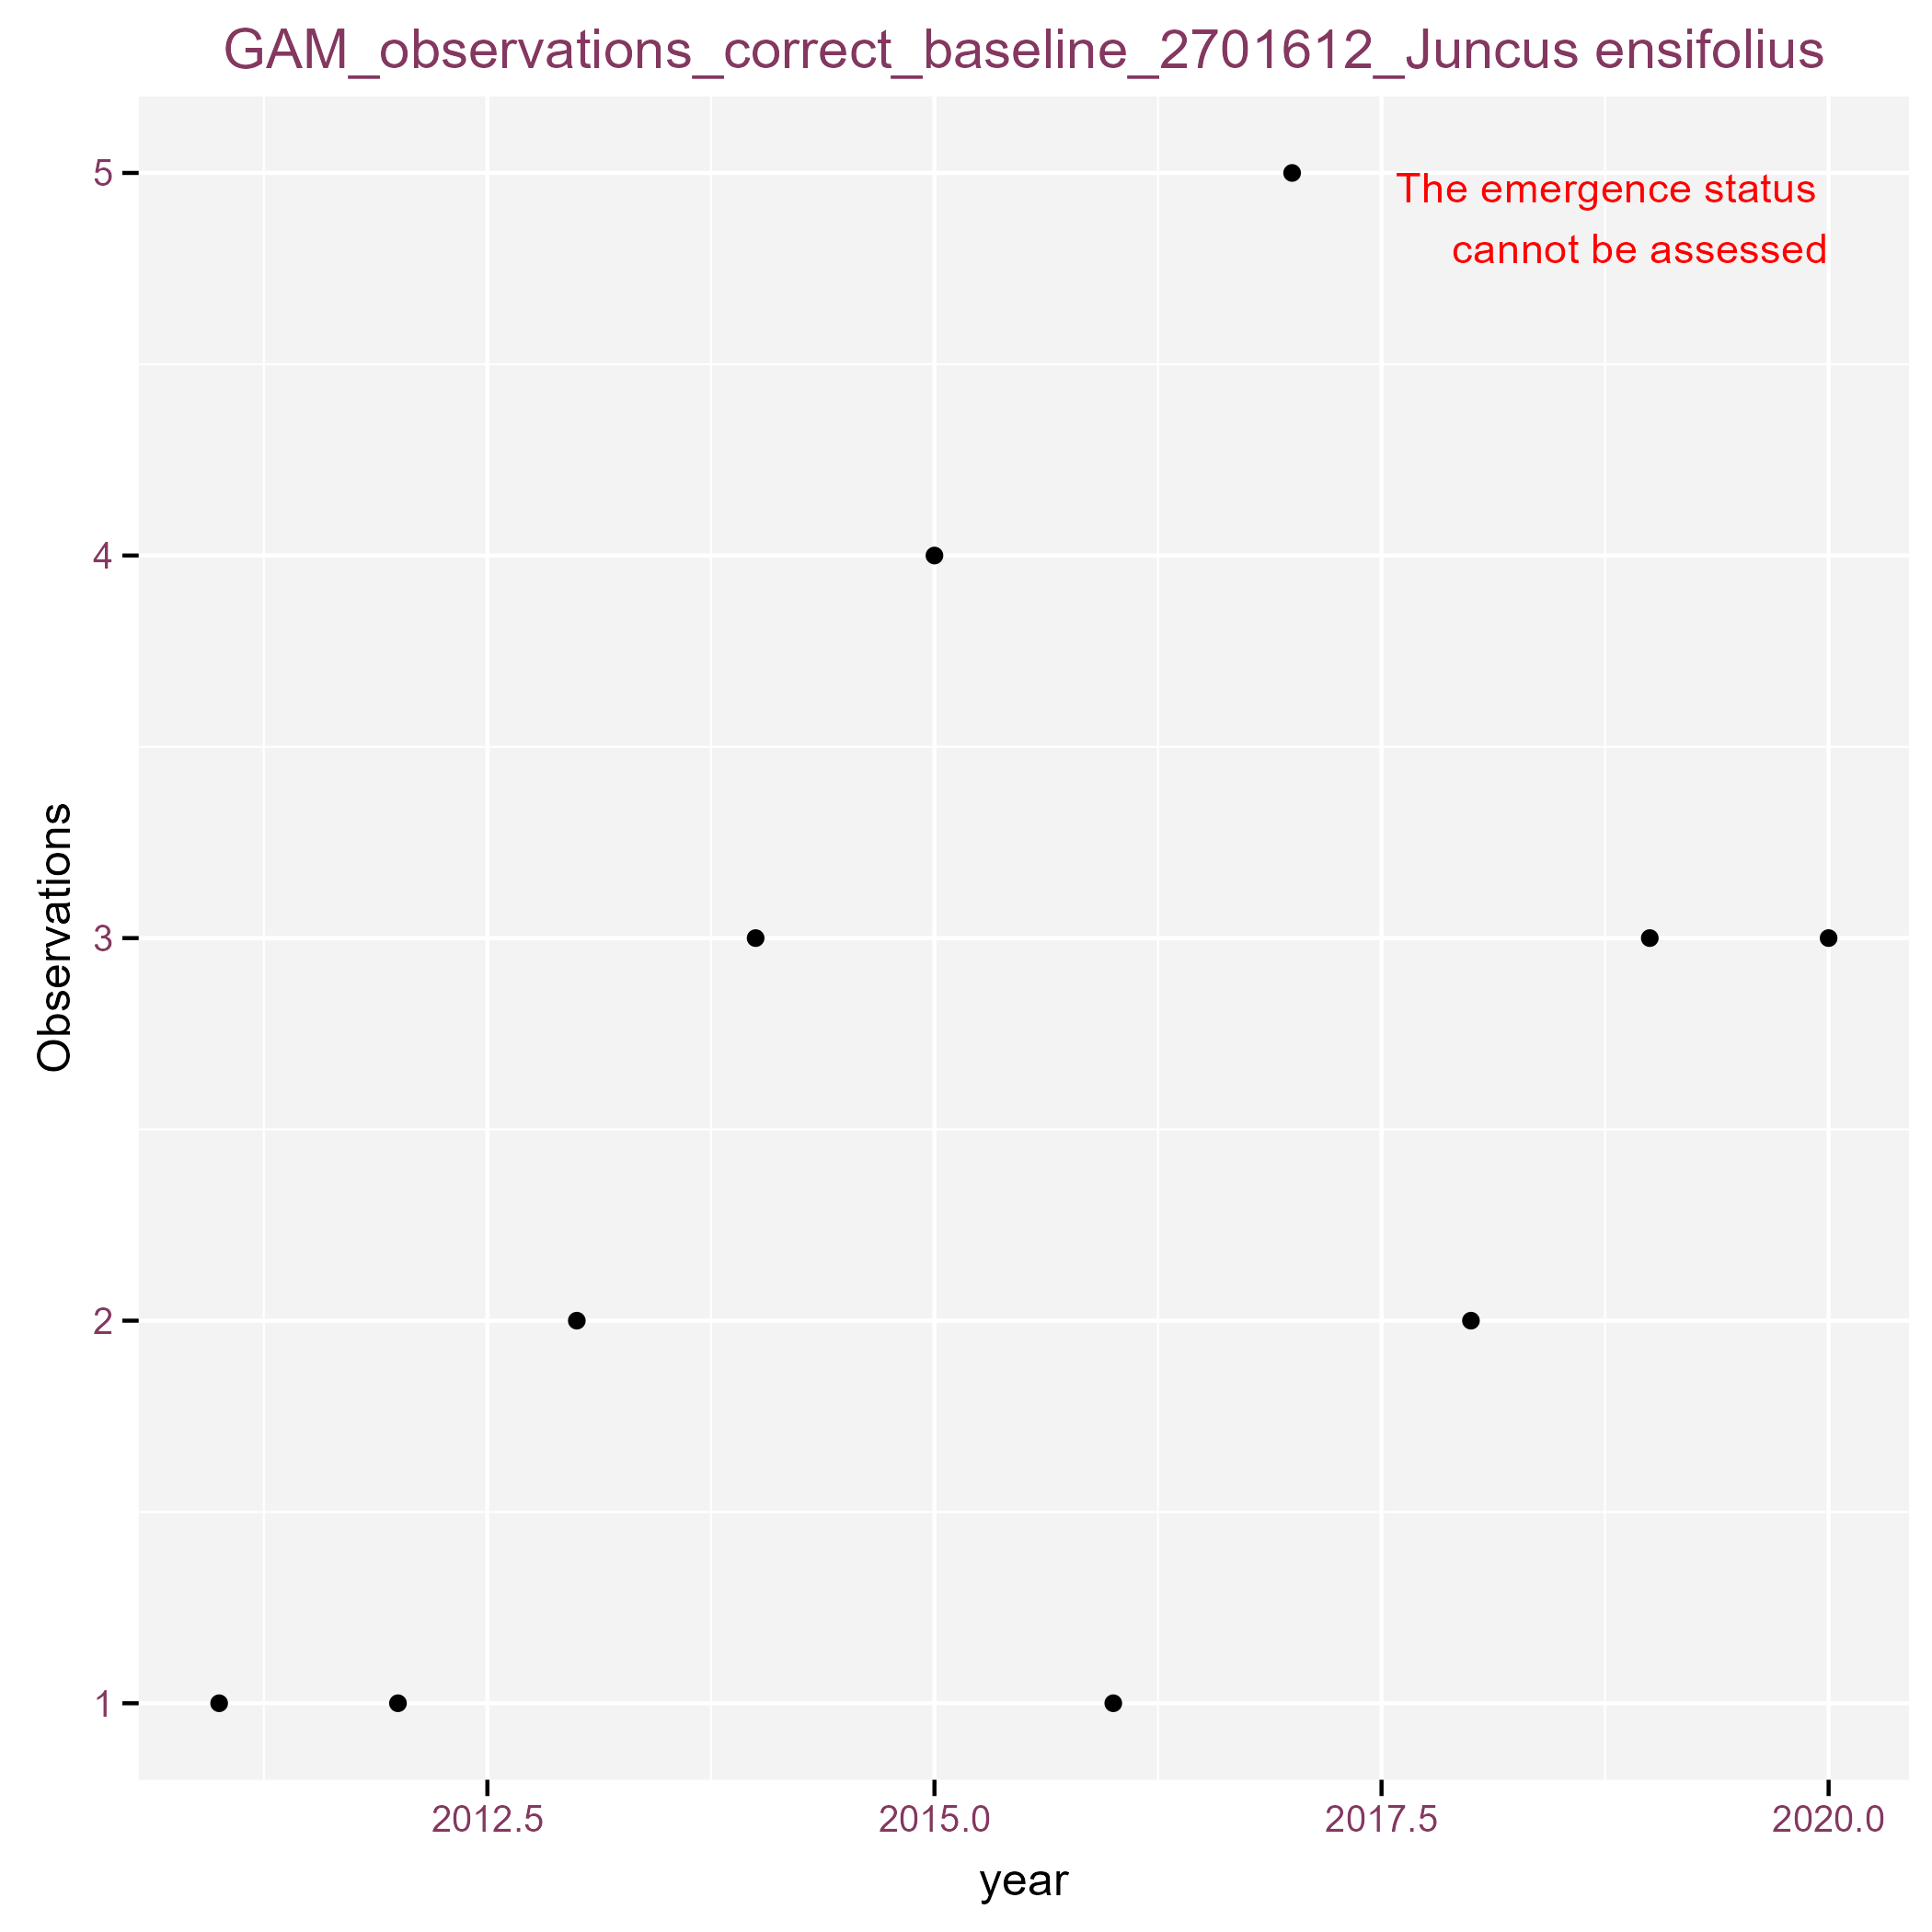 GAM_observations_correct_baseline_2701612_Juncus ensifolius
The emergence status
cannot be assessed
Observations
5
4
3
2
1
2012.5
2015.0
2017.5
2020.0
year